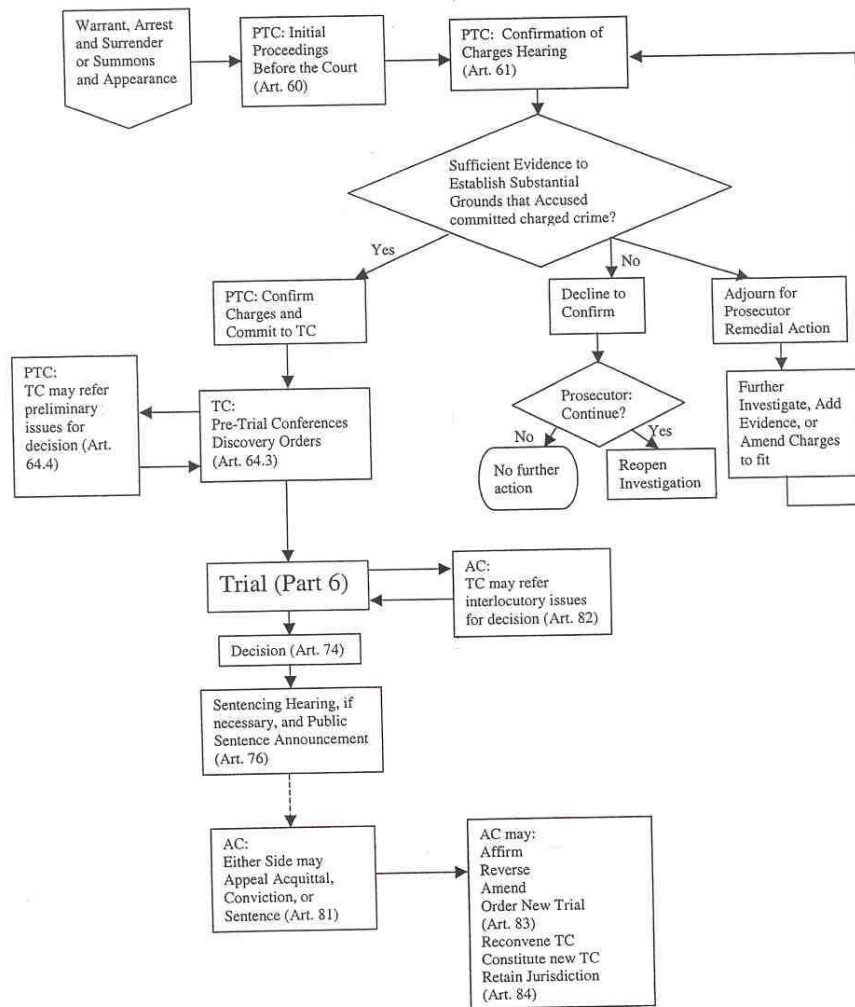 Warrant, Arrest
and Surrender
or Summons
and Appearance
PTC: Initial
Proceedings
Before the Court
(Art. 60)
PTC: Confirmation of
Charges Hearing
(Art. 61)
Sufficient Evidence to
Establish Substantial
Grounds that Accused
committed charged crime?
Yes
No
PTC: Confirm
Charges and
Commit to TC
Decline to
Confirm
Adjourn for
Prosecutor
Remedial Action
PTC:
TC may refer
preliminary
issues for
decision (Art.
64.4)
TC:
Pre-Trial Conferences
Discovery Orders
(Art. 64.3)
Prosecutor:
Continue?
No
Yes
No further
action
Reopen
Investigation
Further
Investigate, Add
Evidence, or
Amend Charges
to fit
Trial (Part 6)
AC:
TC may refer
interlocutory issues
for decision (Art. 82)
Decision (Art. 74)
Sentencing Hearing, if
necessary, and Public
Sentence Announcement
(Art. 76)
AC:
Either Side may
Appeal Acquittal,
Conviction, or
Sentence (Art. 81)
AC may:
Affirm
Reverse
Amend
Order New Trial
(Art. 83)
Reconvene TC
Constitute new TC
Retain Jurisdiction
(Art. 84)